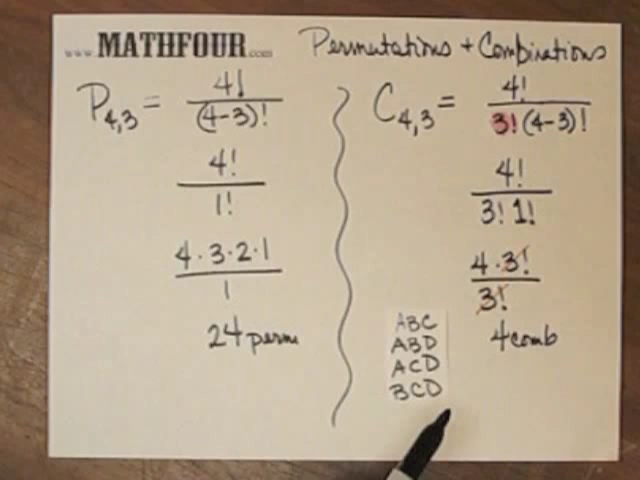 www.MATHFOUR.com
Permutations + Combinations
P4,3 = 4! / (4-3)!
4! / 1!
4·3·2·1 / 1
24 perm
C4,3 = 4! / 3!(4-3)!
4! / 3! 1!
4·3! / 3!
4 comb
ABC
ABD
ACD
BCD